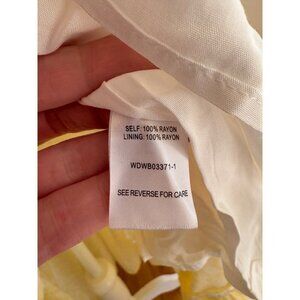 SELF: 100% RAYON
LINING: 100% RAYON
WDWB03371-1
SEE REVERSE FOR CARE